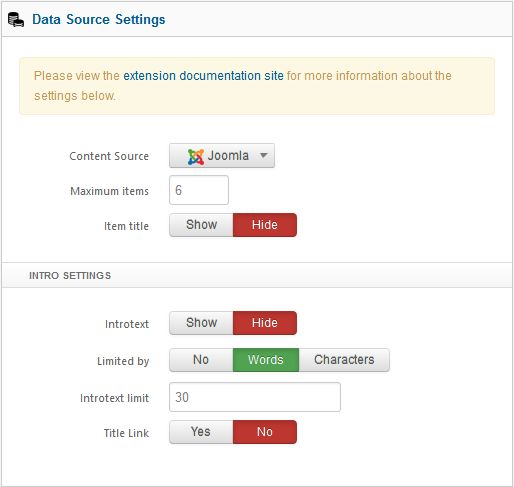 Data Source Settings
Please view the extension documentation site for more information about the
settings below.
Content Source Joomla
Maximum items 6
Item title Show Hide
INTRO SETTINGS
Introtext Show Hide
Limited by No Words Characters
Introtext limit 30
Title Link Yes No